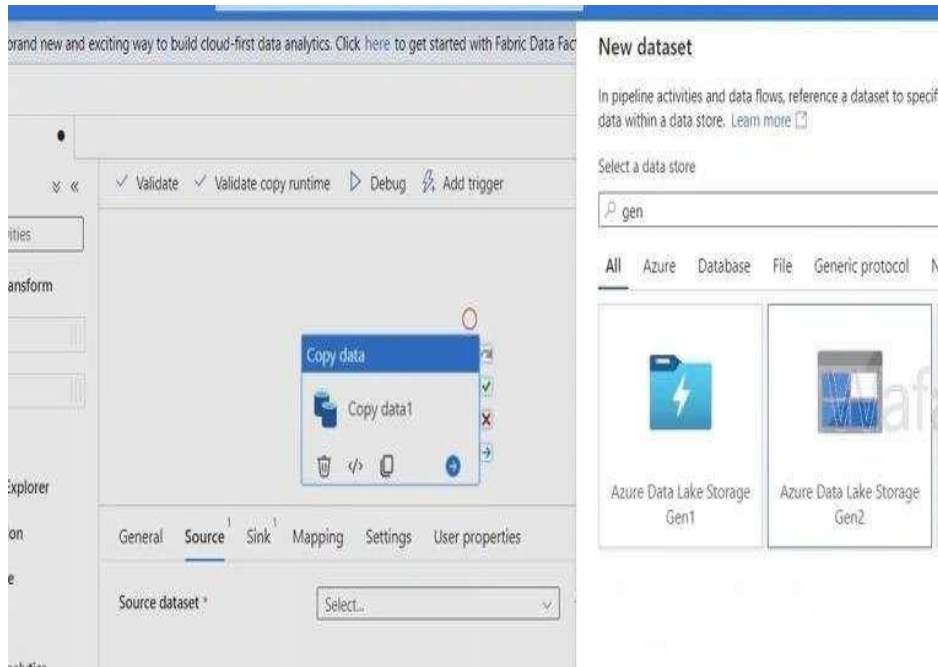 brand new and exciting way to build cloud-first data analytics. Click here to get started with Fabric Data Fac
New dataset
In pipeline activities and data flows, reference a dataset to specif
data within a data store. Learn more
Select a data store
gen
All Azure Database File Generic protocol N
Azure Data Lake Storage
Gen1
Azure Data Lake Storage
Gen2
Validate Validate copy runtime Debug Add trigger
ities
ansform
Explorer
on
e
Copy data
Copy data1
General Source 1 Sink 1 Mapping Settings User properties
Source dataset *
Select...